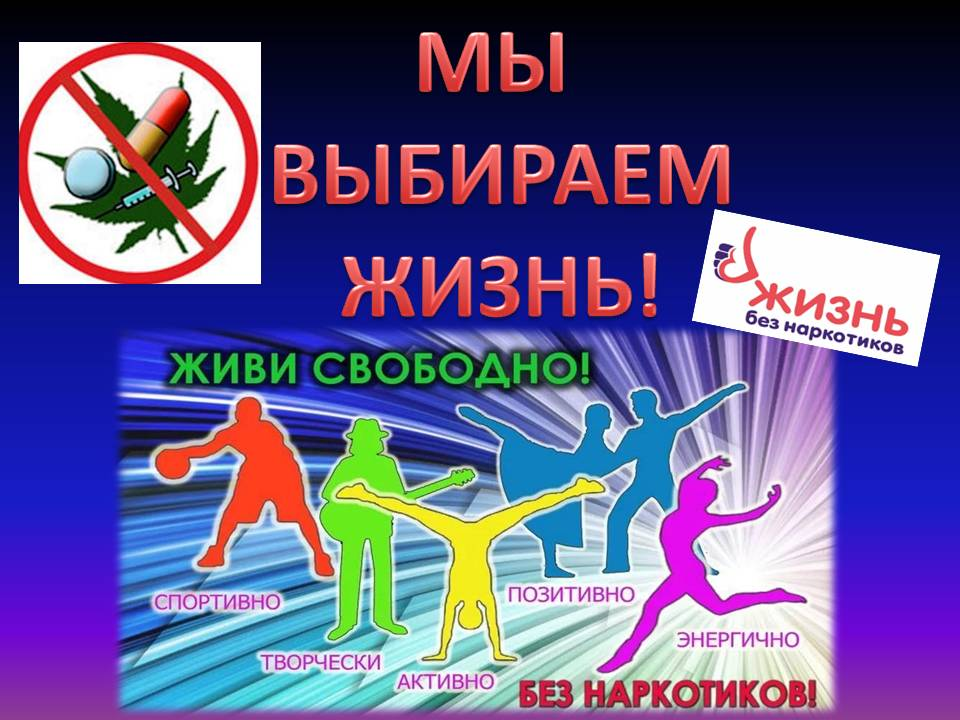 МЫ
ВЫБИРАЕМ
ЖИЗНЬ!
жизнь
без наркотиков
ЖИВИ СВОБОДНО!
СПОРТИВНО
ТВОРЧЕСКИ
АКТИВНО
ПОЗИТИВНО
ЭНЕРГИЧНО
БЕЗ НАРКОТИКОВ!